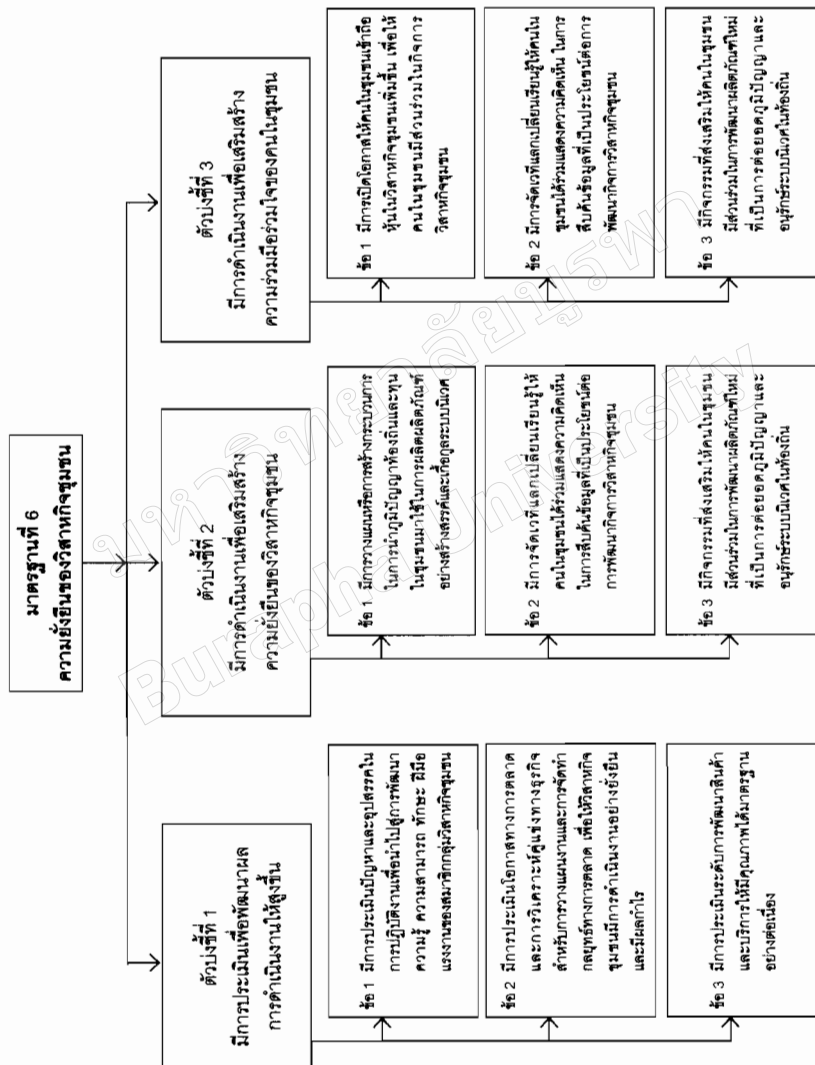 มาตรฐานที่ 6
ความยั่งยืนของวิสาหกิจชุมชน
ตัวบ่งชี้ที่ 1
มีการประเมินเพื่อพัฒนาผล
การดำเนินงานให้สูงขึ้น
ข้อ 1 มีการประเมินปัญหาและอุปสรรคใน
การปฏิบัติงานเพื่อนำไปสู่การพัฒนา
ความรู้ ความสามารถ ทักษะ ฝีมือ
แรงงานของสมาชิกกลุ่มวิสาหกิจชุมชน
ข้อ 2 มีการประเมินโอกาสทางการตลาด
และการวิเคราะห์คู่แข่งทางธุรกิจ
สำหรับการวางแผนงานและการจัดทำ
กลยุทธ์ทางการตลาด เพื่อให้วิสาหกิจ
ชุมชนมีการดำเนินงานอย่างยั่งยืน
และมีผลกำไร
ข้อ 3 มีการประเมินระดับการพัฒนาสินค้า
และบริการให้มีคุณภาพได้มาตรฐาน
อย่างต่อเนื่อง
ตัวบ่งชี้ที่ 2
มีการดำเนินงานเพื่อเสริมสร้าง
ความยั่งยืนของวิสาหกิจชุมชน
ข้อ 1 มีการวางแผนหรือการสร้างกระบวนการ
ในการนำภูมิปัญญาท้องถิ่นและทุน
ในชุมชนมาใช้ในการผลิตผลิตภัณฑ์
อย่างสร้างสรรค์และเกื้อกูลระบบนิเวศ
ข้อ 2 มีการจัดเวทีแลกเปลี่ยนเรียนรู้ให้
คนในชุมชนได้ร่วมแสดงความคิดเห็น
ในการสืบค้นข้อมูลที่เป็นประโยชน์ต่อ
การพัฒนากิจการวิสาหกิจชุมชน
ข้อ 3 มีกิจกรรมที่ส่งเสริมให้คนในชุมชน
มีส่วนร่วมในการพัฒนาผลิตภัณฑ์ใหม่
ที่เป็นการต่อยอดภูมิปัญญาและ
อนุรักษ์ระบบนิเวศในท้องถิ่น
ตัวบ่งชี้ที่ 3
มีการดำเนินงานเพื่อเสริมสร้าง
ความร่วมมือร่วมใจของคนในชุมชน
ข้อ 1 มีการเปิดโอกาสให้คนในชุมชนเข้าถือ
หุ้นในวิสาหกิจชุมชนเพิ่มขึ้น เพื่อให้
คนในชุมชนมีส่วนร่วมในกิจการ
วิสาหกิจชุมชน
ข้อ 2 มีการจัดเวทีแลกเปลี่ยนเรียนรู้ให้คนใน
ชุมชนได้ร่วมแสดงความคิดเห็น ในการ
สืบค้นข้อมูลที่เป็นประโยชน์ต่อการ
พัฒนากิจการวิสาหกิจชุมชน
ข้อ 3 มีกิจกรรมที่ส่งเสริมให้คนในชุมชน
มีส่วนร่วมในการพัฒนาผลิตภัณฑ์ใหม่
ที่เป็นการต่อยอดภูมิปัญญาและ
อนุรักษ์ระบบนิเวศในท้องถิ่น
มหาวิทยาลัยบูรพา
Burapha University